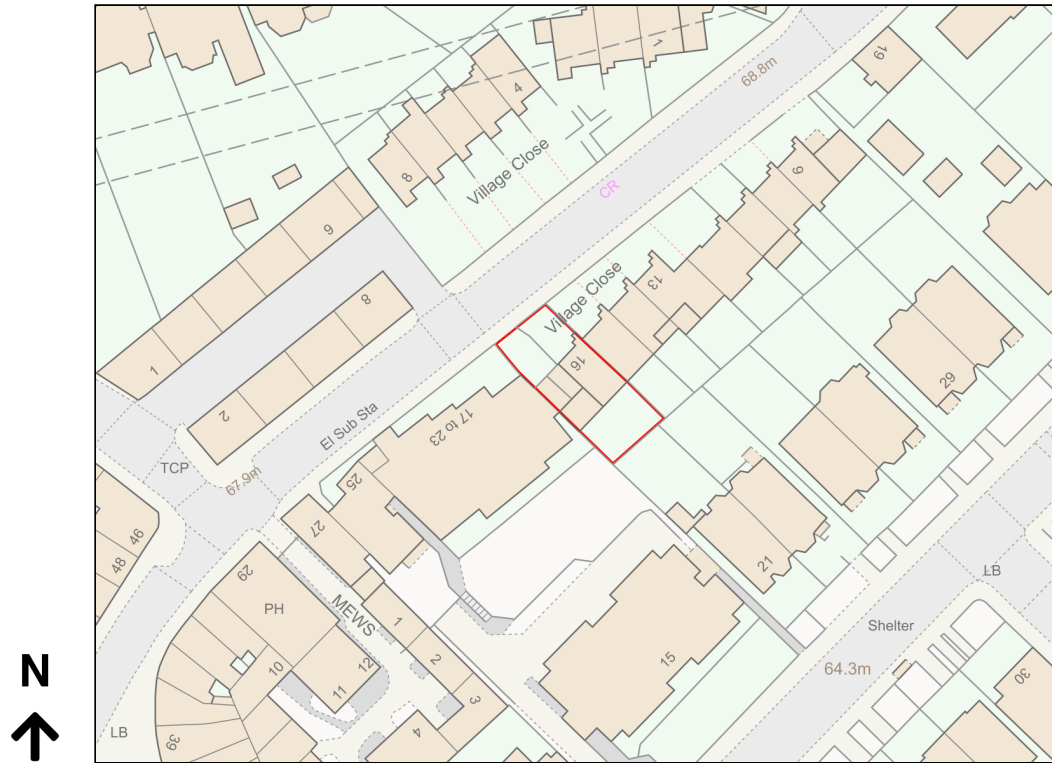 19
68.8m
1
4
Village Close
8
CR
9
9
13
Village Close
8
1
16
2
29
El Sub Sta
17 to 23
TCP
67.9m
25
27
46
48
21
29
LB
PH
MEWS
1
Shelter
2
15
12
10
64.3m
11
3
30
N
4
LB
39